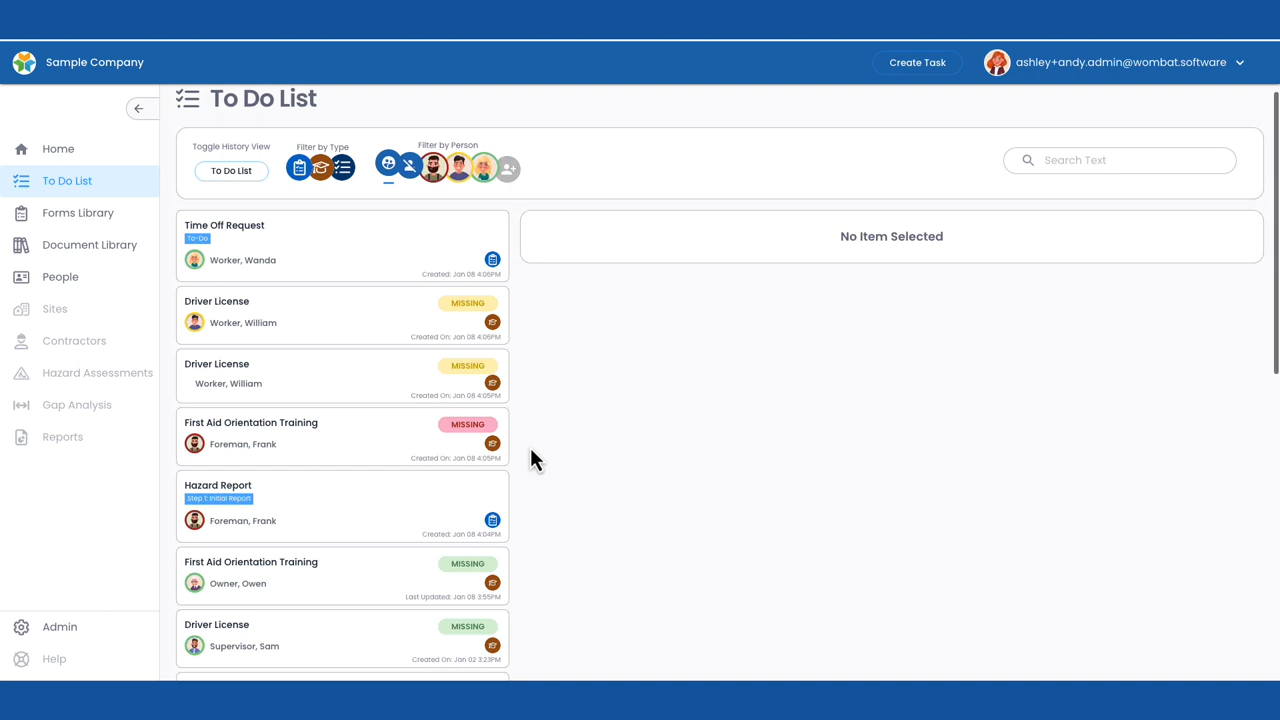 Sample Company
Create Task
ashley+andy.admin@wombat.software
Home
To Do List
Forms Library
Document Library
People
Sites
Contractors
Hazard Assessments
Gap Analysis
Reports
Admin
Help
To Do List
Toggle History View
To Do List
Filter by Type
Filter by Person
Search Text
Time Off Request
To-Do
Worker, Wanda
Created: Jan 08 4:06PM
Driver License
MISSING
Worker, William
Created On: Jan 08 4:06PM
Driver License
MISSING
Worker, William
Created On: Jan 08 4:05PM
First Aid Orientation Training
MISSING
Foreman, Frank
Created On: Jan 08 4:05PM
Hazard Report
Step 1: Initial Report
Foreman, Frank
Created: Jan 08 4:04PM
First Aid Orientation Training
MISSING
Owner, Owen
Last Updated: Jan 08 3:55PM
Driver License
MISSING
Supervisor, Sam
Created On: Jan 02 3:23PM
No Item Selected